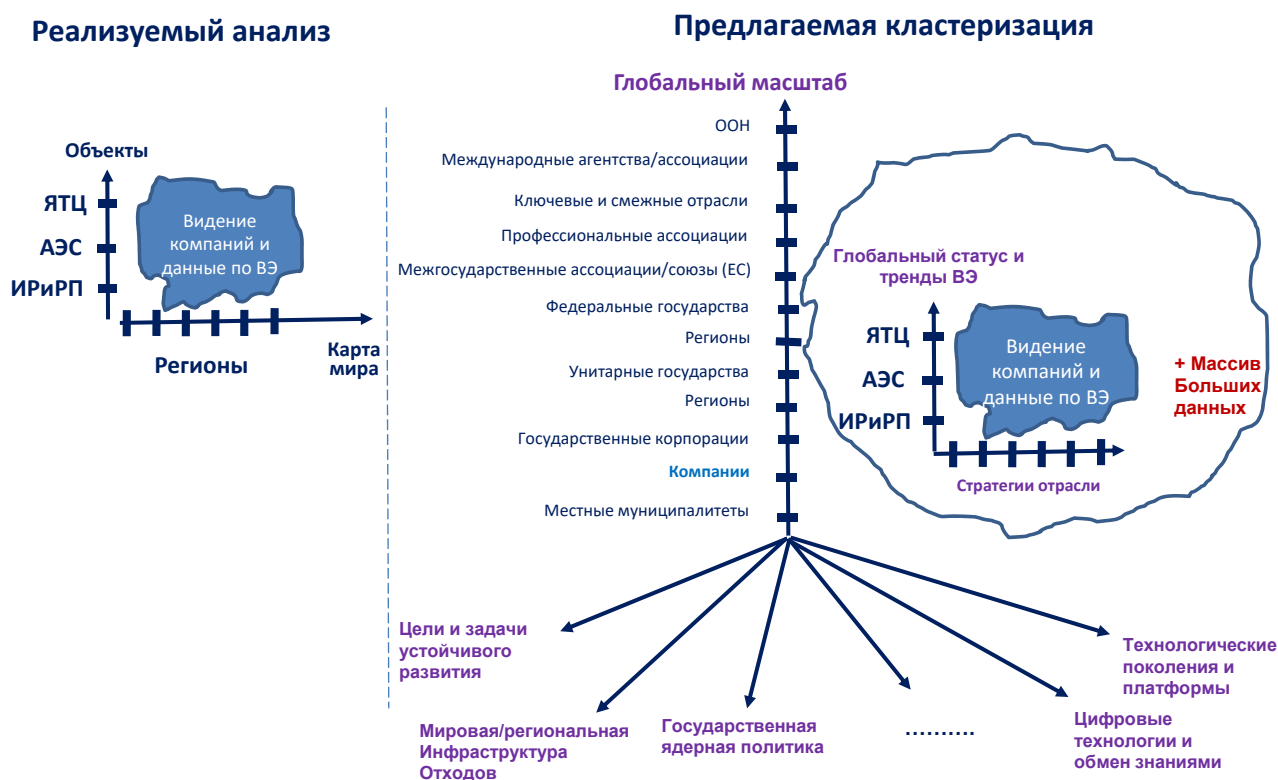 Реализуемый анализ
Объекты
ЯТЦ
АЭС
ИРиРП
Видение
компаний и
данные по ВЭ
Регионы
Карта
мира
Предлагаемая кластеризация
Глобальный масштаб
ООН
Международные агентства/ассоциации
Ключевые и смежные отрасли
Профессиональные ассоциации
Межгосударственные ассоциации/союзы (ЕС)
Федеральные государства
Регионы
Унитарные государства
Регионы
Государственные корпорации
Компании
Местные муниципалитеты
Глобальный статус и
тренды ВЭ
ЯТЦ
АЭС
ИРиРП
Видение
компаний и
данные по ВЭ
Стратегии отрасли
+ Массив
Больших
данных
Цели и задачи
устойчивого
развития
Мировая/региональная
Инфраструктура
Отходов
Государственная
ядерная политика
..........
Цифровые
технологии и
обмен знаниями
Технологические
поколения и
платформы